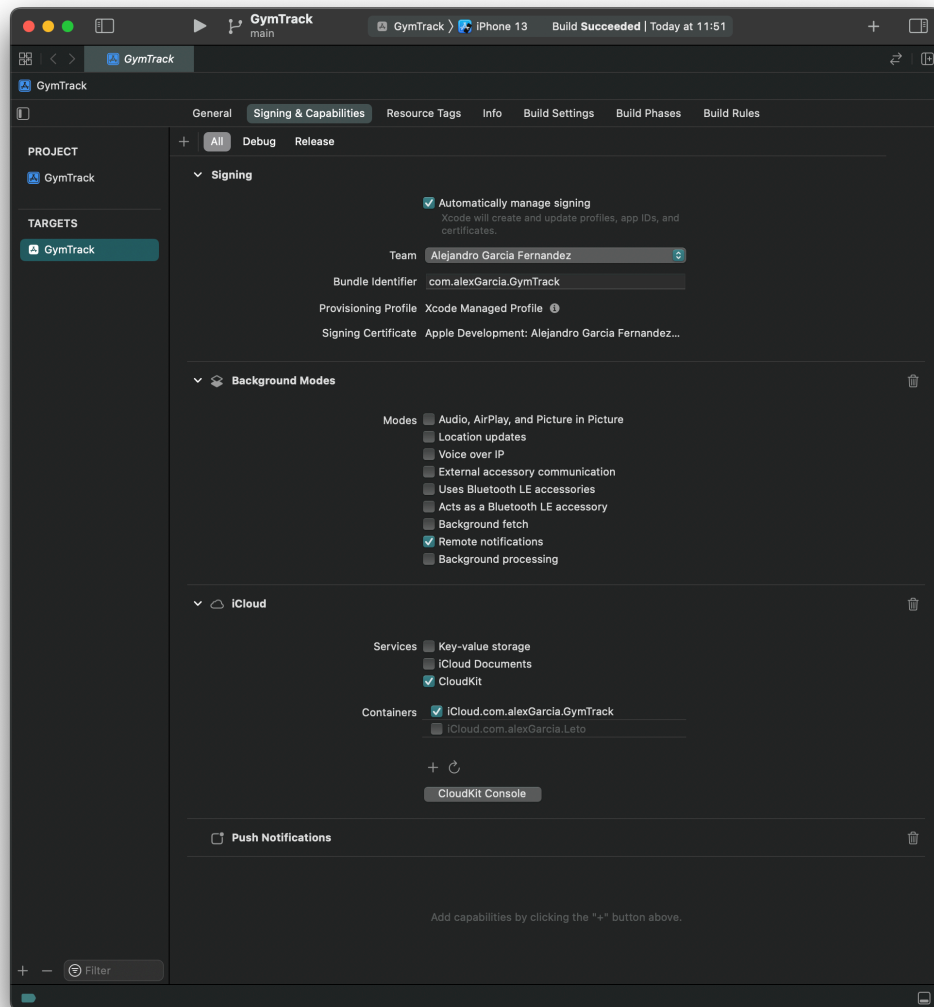 GymTrack
main
GymTrack 〉 iPhone 13
Build Succeeded | Today at 11:51
GymTrack
GymTrack
General Signing & Capabilities Resource Tags Info Build Settings Build Phases Build Rules
PROJECT
GymTrack
TARGETS
GymTrack
All Debug Release
Signing
Automatically manage signing
Xcode will create and update profiles, app IDs, and
certificates.
Team Alejandro Garcia Fernandez
Bundle Identifier com.alexGarcia.GymTrack
Provisioning Profile Xcode Managed Profile
Signing Certificate Apple Development: Alejandro Garcia Fernandez...
Background Modes
Modes Audio, AirPlay, and Picture in Picture
Location updates
Voice over IP
External accessory communication
Uses Bluetooth LE accessories
Acts as a Bluetooth LE accessory
Background fetch
Remote notifications
Background processing
iCloud
Services Key-value storage
iCloud Documents
CloudKit
Containers iCloud.com.alexGarcia.GymTrack
iCloud.com.alexGarcia.Leto
CloudKit Console
Push Notifications
Add capabilities by clicking the "+" button above.
Filter